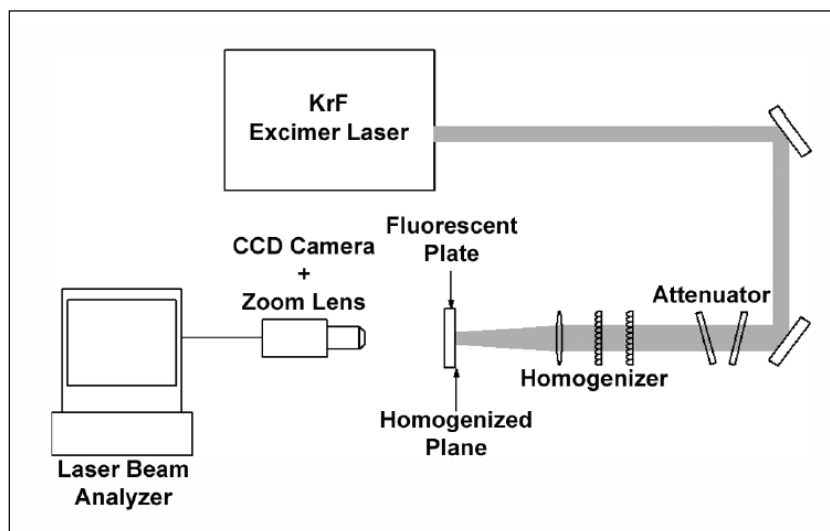 KrF
Excimer Laser
CCD Camera
+
Zoom Lens
Fluorescent
Plate
Attenuator
Homogenizer
Homogenized
Plane
Laser Beam
Analyzer